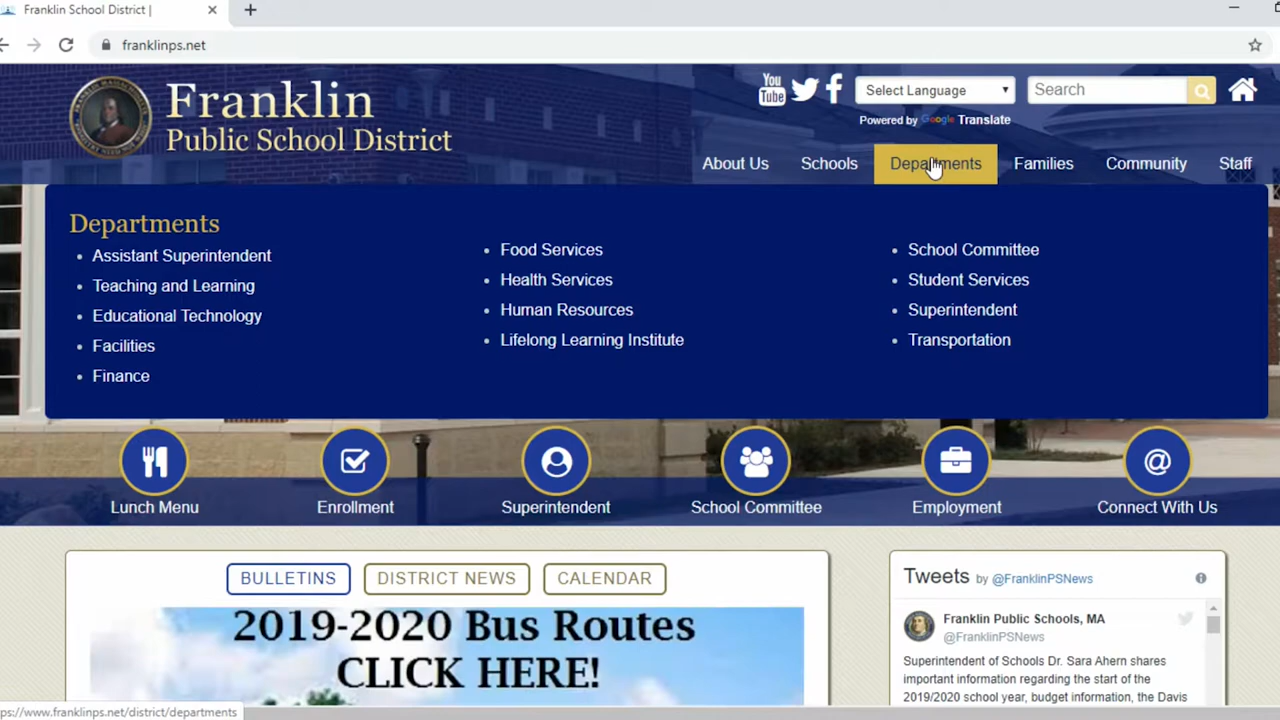 Franklin School District |
franklinps.net
Franklin
Public School District
You
Tube
Select Language
Search
Powered by Google Translate
About Us
Schools
Departments
Families
Community
Staff
Departments
Assistant Superintendent
Teaching and Learning
Educational Technology
Facilities
Finance
Food Services
Health Services
Human Resources
Lifelong Learning Institute
School Committee
Student Services
Superintendent
Transportation
Lunch Menu
Enrollment
Superintendent
School Committee
Employment
@
Connect With Us
BULLETINS
DISTRICT NEWS
CALENDAR
2019-2020 Bus Routes
CLICK HERE!
Tweets by @FranklinPSNews
Franklin Public Schools, MA
@FranklinPSNews
Superintendent of Schools Dr. Sara Ahern shares
important information regarding the start of the
2019/2020 school year, budget information, the Davis
ps://www.franklinps.net/district/departments